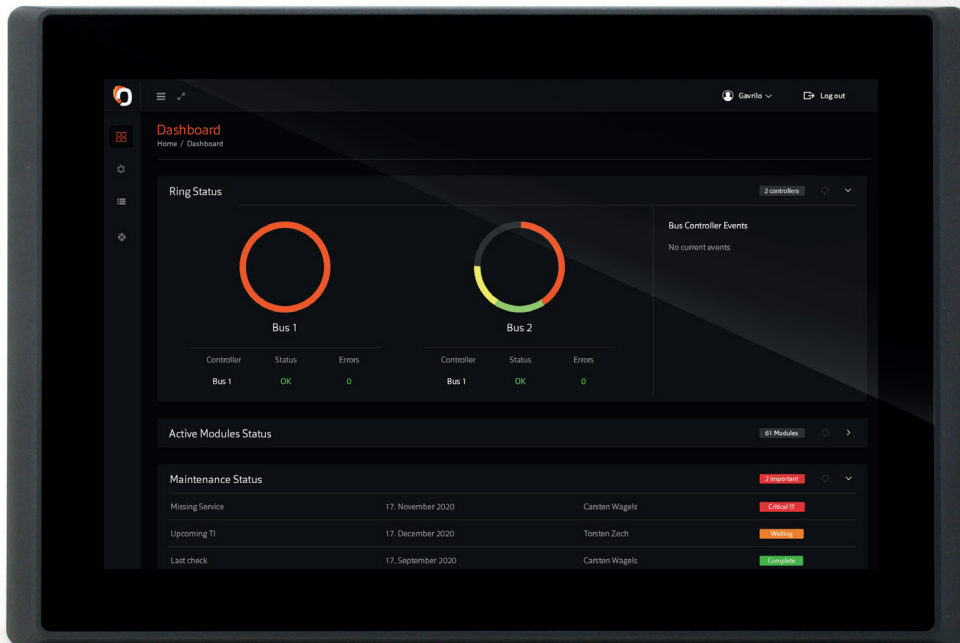 Gavrilo
Log out
Dashboard
Home / Dashboard
Ring Status
2 controllers
Bus Controller Events
No current events
Bus 1
Bus 2
Controller Status Errors
Controller Status Errors
Bus 1 OK 0
Bus 1 OK 0
Active Modules Status
61 Modules
Maintenance Status
2 Important
Missing Service 17. November 2020 Carsten Wagels Critical !!!
Upcoming TI 17. December 2020 Torsten Zech Waiting
Last check 17. September 2020 Carsten Wagels Complete